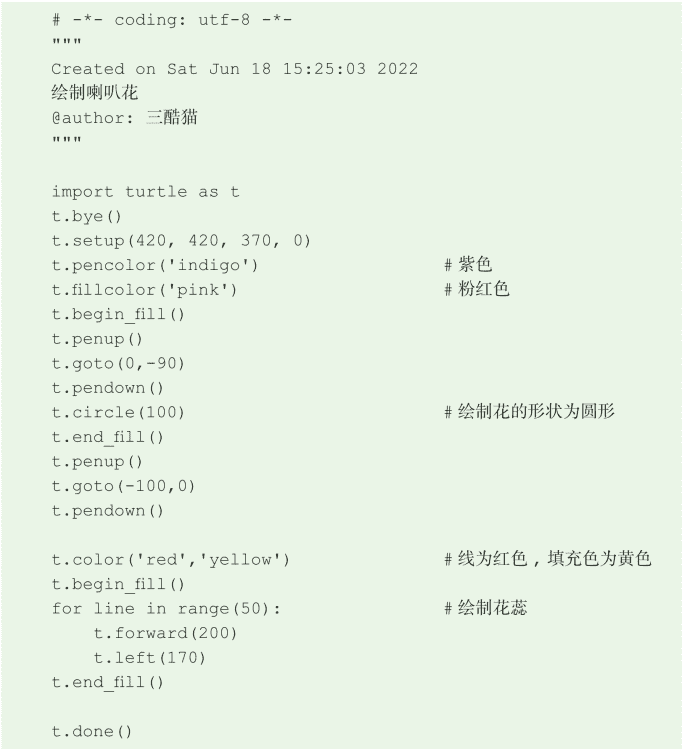 # -*- coding: utf-8 -*-
"""
Created on Sat Jun 18 15:25:03 2022
绘制喇叭花
@author: 三酷猫
"""
import turtle as t
t.bye()
t.setup(420, 420, 370, 0)
t.pencolor('indigo') # 紫色
t.fillcolor('pink') # 粉红色
t.begin_fill()
t.penup()
t.goto(0,-90)
t.pendown()
t.circle(100) # 绘制花的形状为圆形
t.end_fill()
t.penup()
t.goto(-100,0)
t.pendown()
t.color('red','yellow') # 线为红色，填充色为黄色
t.begin_fill()
for line in range(50): # 绘制花蕊
    t.forward(200)
    t.left(170)
t.end_fill()
t.done()